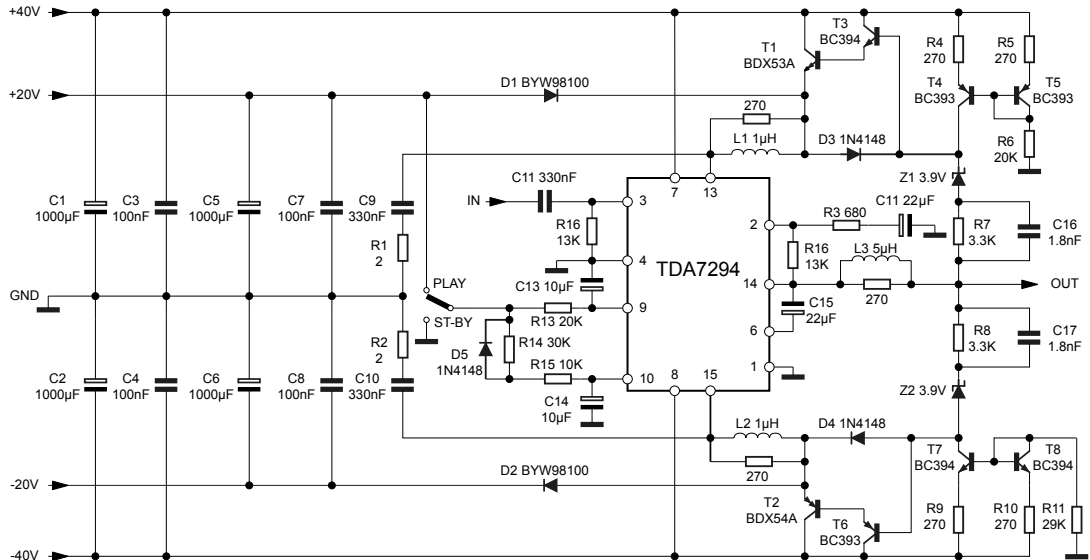 +40V
T3
BC394
T1
BDX53A
R4
270
R5
270
T4
BC393
T5
BC393
+20V
D1 BYW98100
270
L1 1µH
D3 1N4148
R6
20K
Z1 3.9V
C1
1000µF
C3
100nF
C5
1000µF
C7
100nF
C9
330nF
C11 330nF
IN
3
7
13
R16
13K
2
R3 680
C11 22µF
R7
3.3K
C16
1.8nF
R1
2
4
TDA7294
R16
13K
L3 5µH
PLAY
C13 10µF
14
270
OUT
GND
ST-BY
9
R13 20K
C15
22µF
6
R2
2
D5
1N4148
R14 30K
R15 10K
R8
3.3K
C17
1.8nF
C2
1000µF
C4
100nF
C6
1000µF
C8
100nF
C10
330nF
10
8
15
1
C14
10µF
Z2 3.9V
L2 1µH
D4 1N4148
270
T7
BC394
T8
BC394
-20V
D2 BYW98100
T2
BDX54A
T6
BC393
R9
270
R10
270
R11
29K
-40V